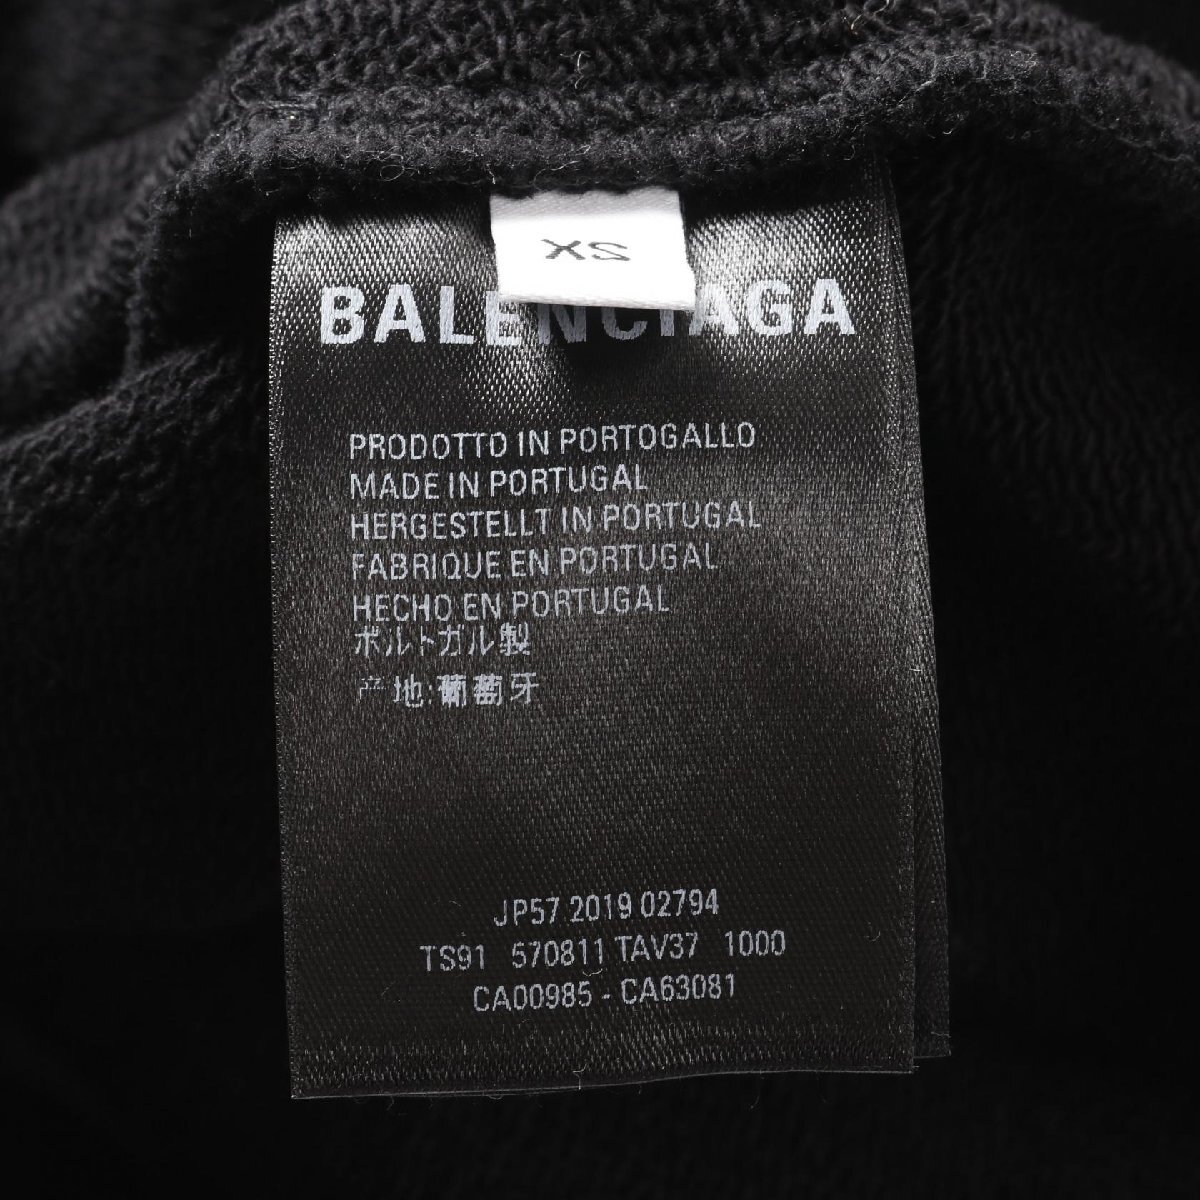 XS
BALENCIAGA
PRODOTTO IN PORTOGALLO
MADE IN PORTUGAL
HERGESTELLT IN PORTUGAL
FABRIQUE EN PORTUGAL
HECHO EN PORTUGAL
ポルトガル製
产地:葡萄牙
JP57 2019 02794
TS91 570811 TAV37 1000
CA00985 - CA63081